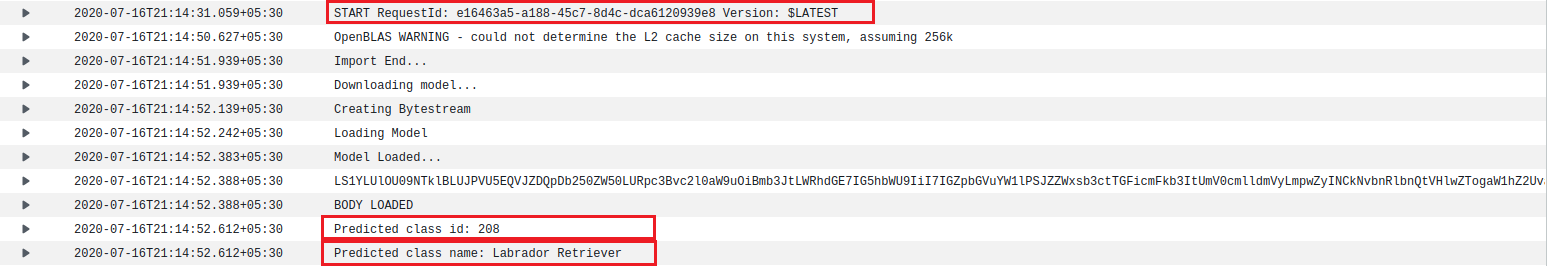 2020-07-16T21:14:31.059+05:30 START RequestId: e16463a5-a188-45c7-8d4c-dca6120939e8 Version: $LATEST
2020-07-16T21:14:50.627+05:30 OpenBLAS WARNING - could not determine the L2 cache size on this system, assuming 256k
2020-07-16T21:14:51.939+05:30 Import End...
2020-07-16T21:14:51.939+05:30 Downloading model...
2020-07-16T21:14:52.139+05:30 Creating Bytestream
2020-07-16T21:14:52.242+05:30 Loading Model
2020-07-16T21:14:52.383+05:30 Model Loaded...
2020-07-16T21:14:52.388+05:30
2020-07-16T21:14:52.388+05:30 BODY LOADED
2020-07-16T21:14:52.612+05:30 Predicted class id: 208
2020-07-16T21:14:52.612+05:30 Predicted class name: Labrador Retriever